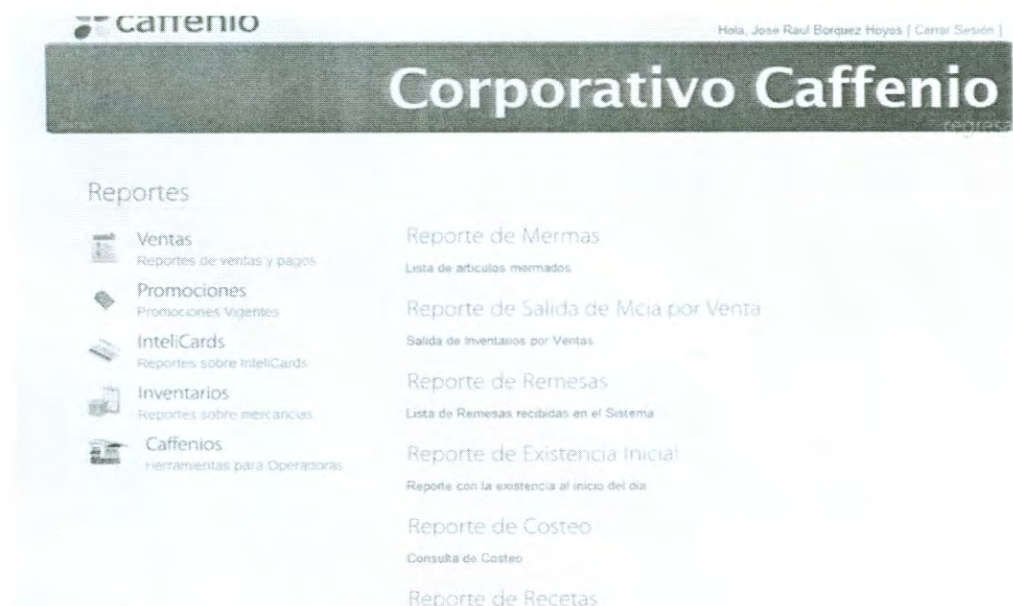 caffenio
Hola, Jose Raul Borquez Hoyos [ Cerrar Sesión ]
Corporativo Caffenio
regresa
Reportes
Ventas
Reportes de ventas y pagos
Promociones
Promociones Vigentes
InteliCards
Reportes sobre InteliCards
Inventarios
Reportes sobre mercancias
Caffenios
Herramientas para Operadoras
Reporte de Mermas
Lista de articulos mermados
Reporte de Salida de Mcia por Venta
Salida de Inventarios por Ventas
Reporte de Remesas
Lista de Remesas recibidas en el Sistema
Reporte de Existencia Inicial
Reporte con la existencia al inicio del dia
Reporte de Costeo
Consulta de Costeo
Reporte de Recetas